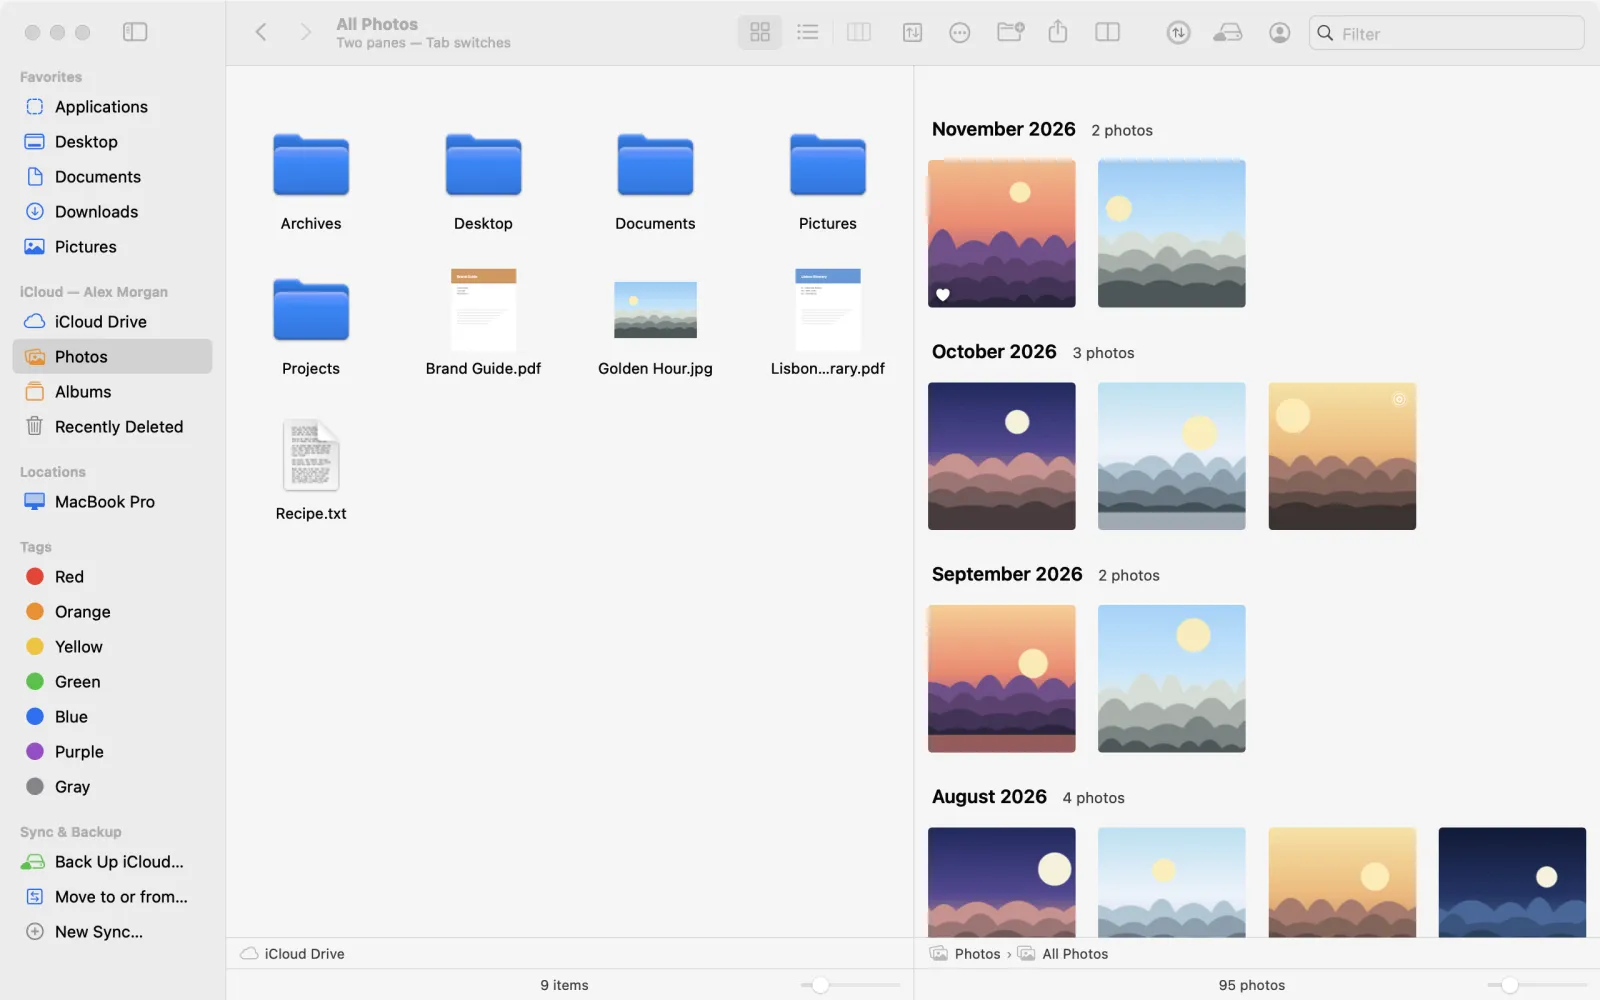 All Photos
Two panes — Tab switches
Filter
Favorites
Applications
Desktop
Documents
Downloads
Pictures
iCloud — Alex Morgan
iCloud Drive
Photos
Albums
Recently Deleted
Locations
MacBook Pro
Tags
Red
Orange
Yellow
Green
Blue
Purple
Gray
Sync & Backup
Back Up iCloud...
Move to or from...
New Sync...
Archives
Desktop
Documents
Pictures
Brand Guide
Projects
Brand Guide.pdf
Golden Hour.jpg
Lisbon...rary.pdf
Recipe.txt
iCloud Drive
9 items
November 2026 2 photos
October 2026 3 photos
September 2026 2 photos
August 2026 4 photos
Photos › All Photos
95 photos